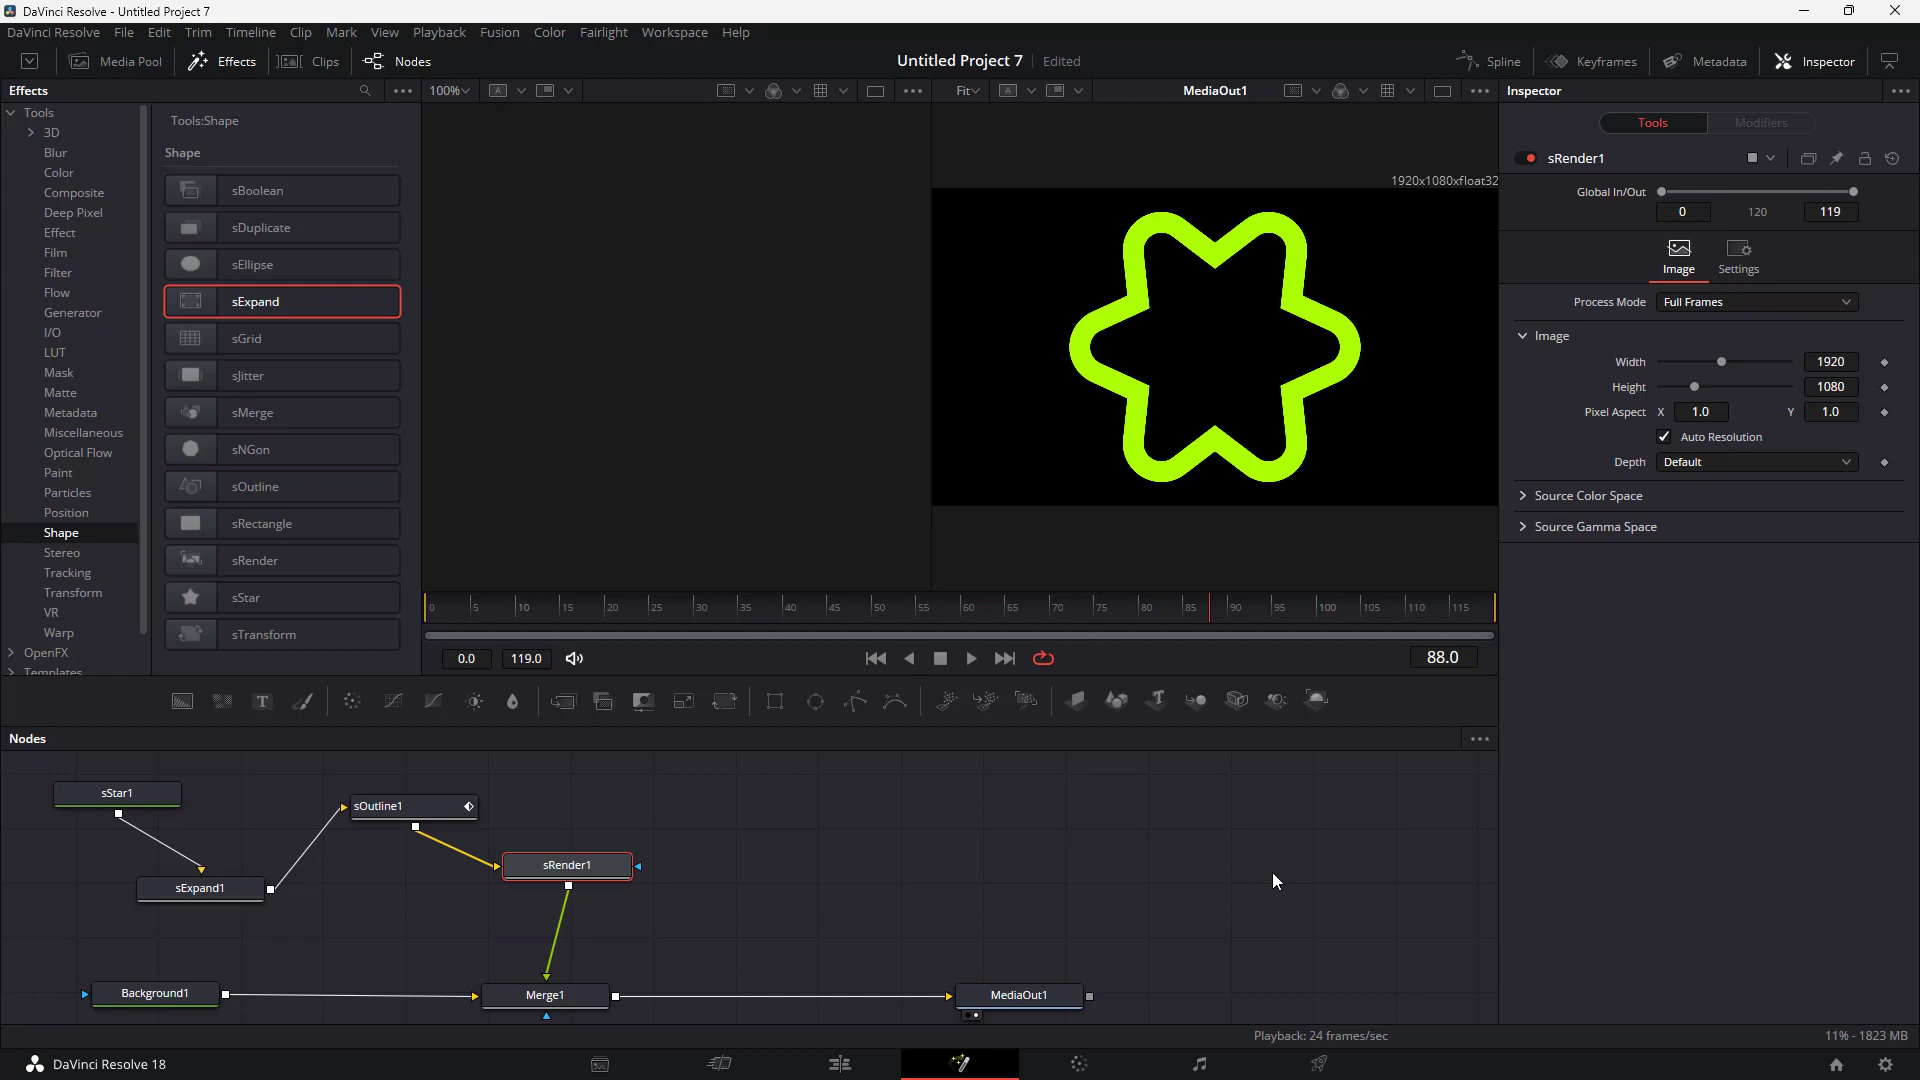 DaVinci Resolve - Untitled Project 7
DaVinci Resolve File Edit Trim Timeline Clip Mark View Playback Fusion Color Fairlight Workspace Help
Media Pool Effects Clips Nodes Untitled Project 7 Edited Spline Keyframes Metadata Inspector
Effects 100% A Fit A MediaOut1 Inspector
Tools
3D
Blur
Color
Composite
Deep Pixel
Effect
Film
Filter
Flow
Generator
I/O
LUT
Mask
Matte
Metadata
Miscellaneous
Optical Flow
Paint
Particles
Position
Shape
Stereo
Tracking
Transform
VR
Warp
OpenFX
Templates
Tools:Shape
Shape
sBoolean
sDuplicate
sEllipse
sExpand
sGrid
sJitter
sMerge
sNGon
sOutline
sRectangle
sRender
sStar
sTransform
1920x1080xfloat32
0 5 10 15 20 25 30 35 40 45 50 55 60 65 70 75 80 85 90 95 100 105 110 115
0.0 119.0 88.0
T T
Tools Modifiers
sRender1
Global In/Out
0 120 119
Image Settings
Process Mode Full Frames
Image
Width 1920
Height 1080
Pixel Aspect X 1.0 Y 1.0
Auto Resolution
Depth Default
Source Color Space
Source Gamma Space
Nodes
sStar1
sOutline1
sRender1
sExpand1
Background1
Merge1
MediaOut1
Playback: 24 frames/sec 11% - 1823 MB
DaVinci Resolve 18